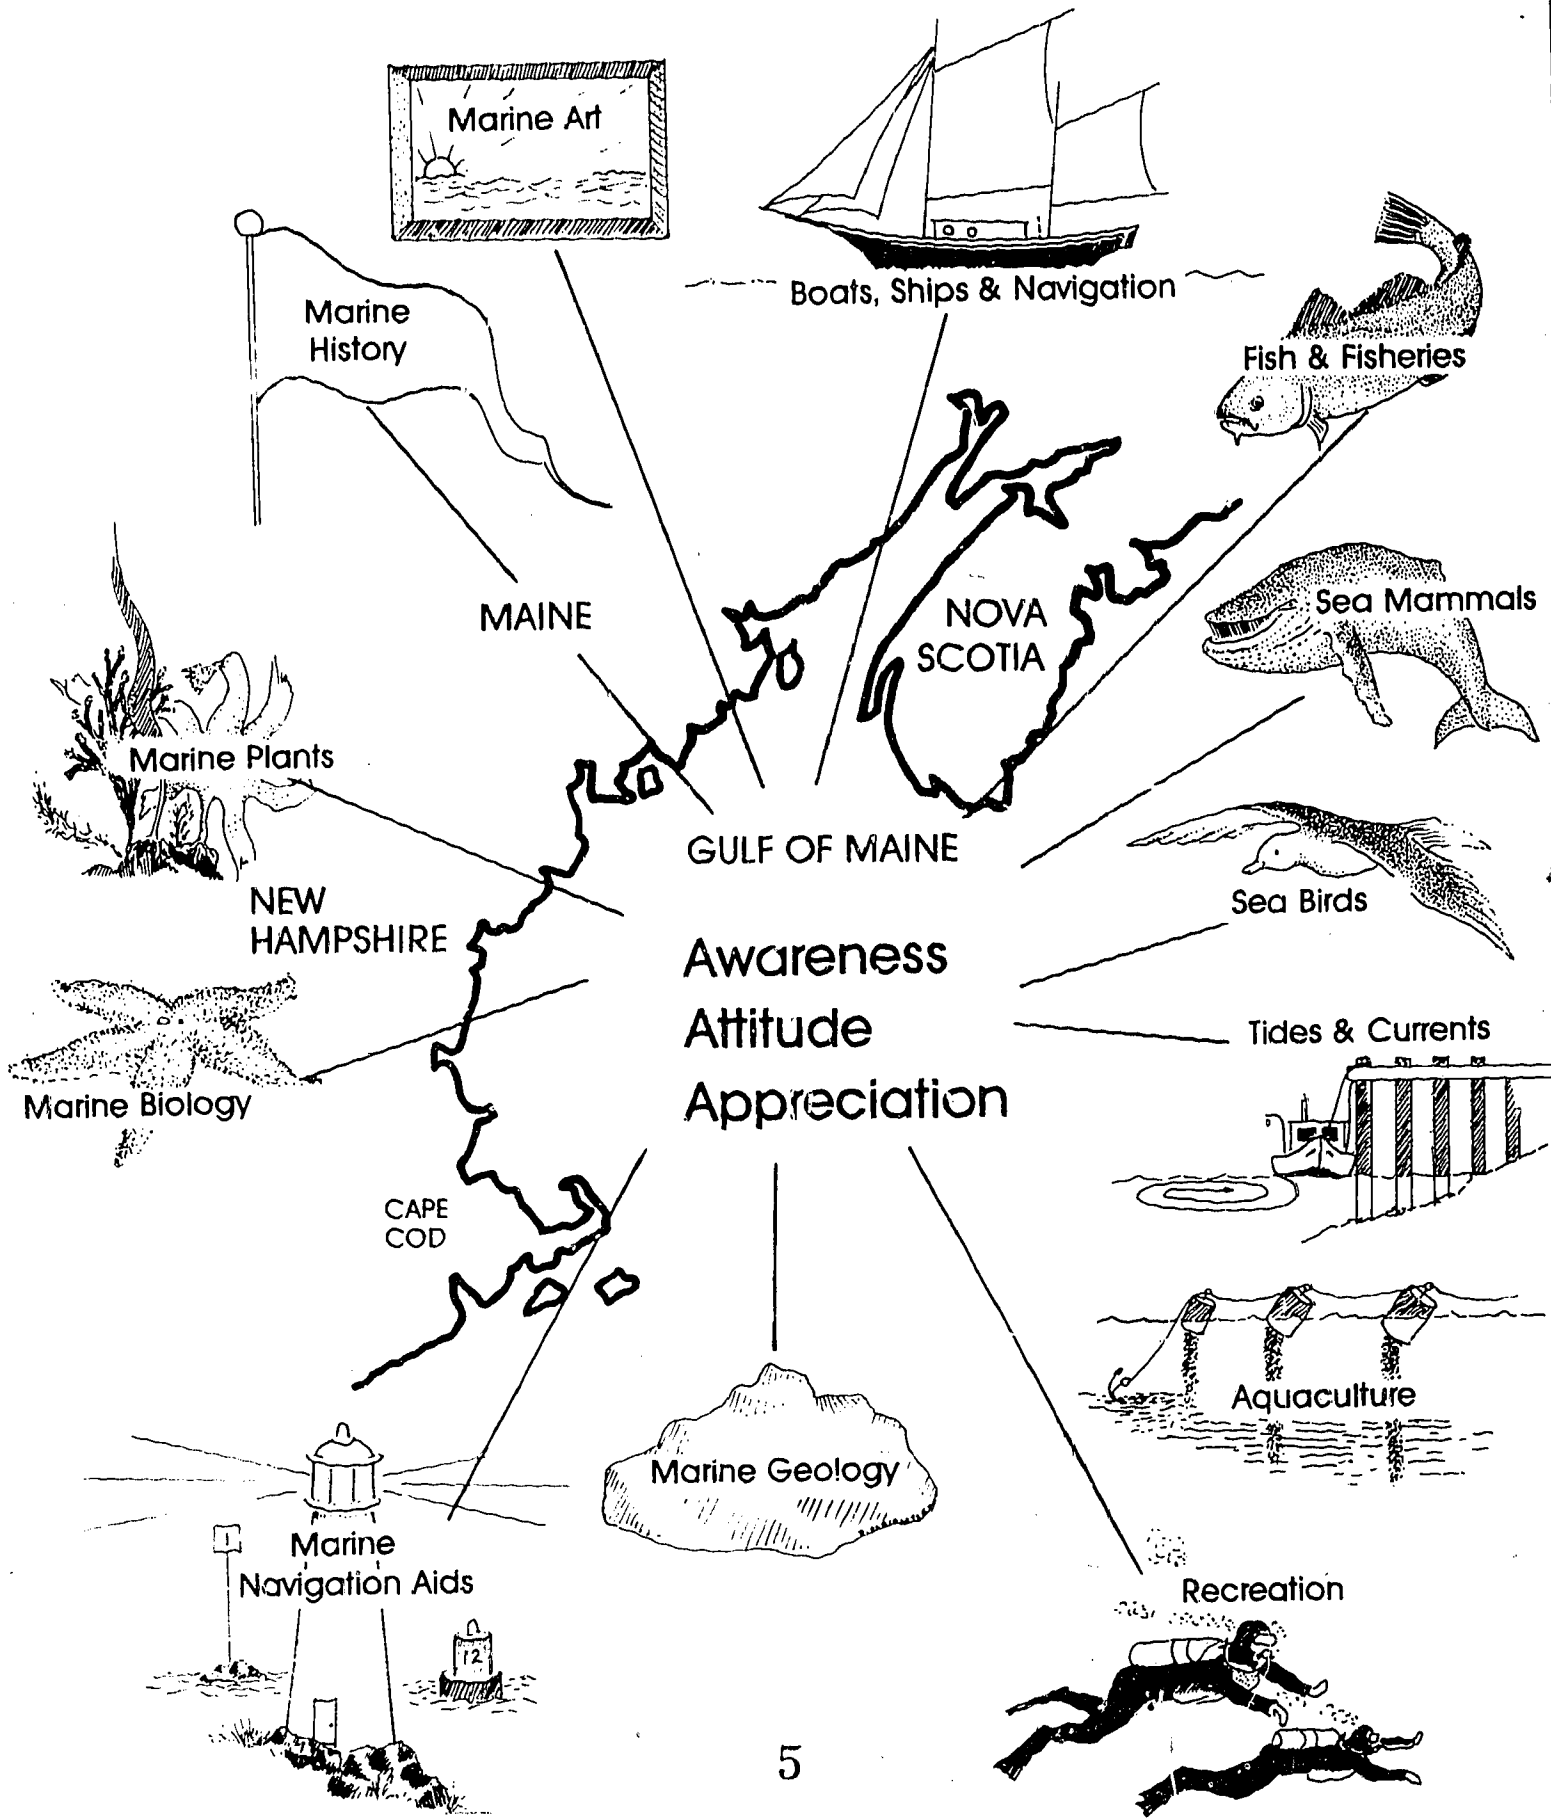 Marine Art
Boats, Ships & Navigation
Marine
History
Fish & Fisheries
MAINE
NOVA
SCOTIA
Sea Mammals
Marine Plants
GULF OF MAINE
NEW
HAMPSHIRE
Sea Birds
Awareness
Attitude
Appreciation
Tides & Currents
Marine Biology
CAPE
COD
Aquaculture
Marine Geology
1
Marine
Navigation Aids
Recreation
12
5